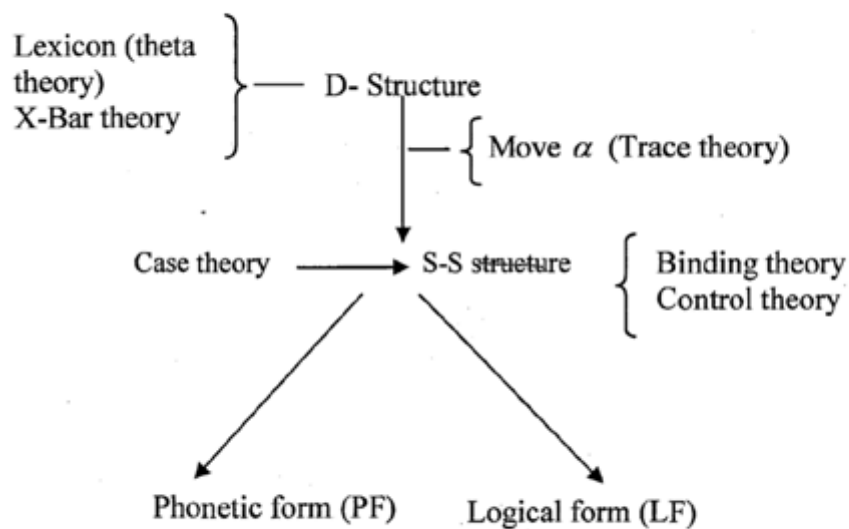 Lexicon (theta
theory)
X-Bar theory
D- Structure
Move α (Trace theory)
Case theory
S-S structure
Binding theory
Control theory
Phonetic form (PF)
Logical form (LF)